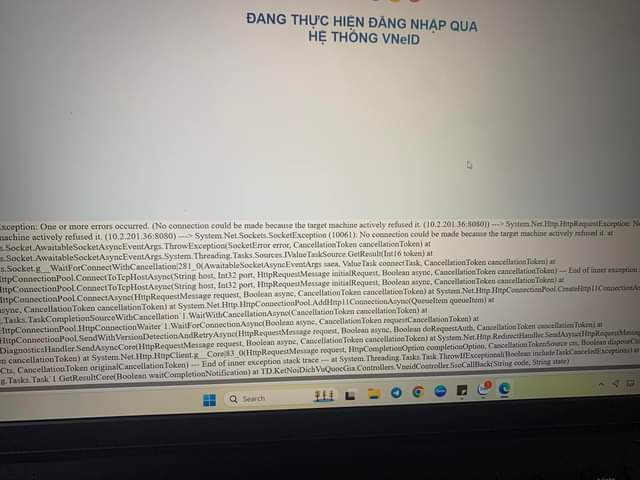 ĐANG THỰC HIỆN ĐĂNG NHẬP QUA
HỆ THỐNG VNeID
Exception: One or more errors occurred. (No connection could be made because the target machine actively refused it. (10.2.201.36:8080)) ---> System.Net.Http.HttpRequestException: No
machine actively refused it. (10.2.201.36:8080) ---> System.Net.Sockets.SocketException (10061): No connection could be made because the target machine actively refused it. at
s.Socket.AwaitableSocketAsyncEventArgs.ThrowException(SocketError error, CancellationToken cancellationToken) at
s.Socket.AwaitableSocketAsyncEventArgs.System.Threading.Tasks.Sources.IValueTaskSource.GetResult(Int16 token) at
s.Socket.g__WaitForConnectWithCancellation|281_0(AwaitableSocketAsyncEventArgs saea, ValueTask connectTask, CancellationToken cancellationToken) at
HttpConnectionPool.ConnectToTcpHostAsync(String host, Int32 port, HttpRequestMessage initialRequest, Boolean async, CancellationToken cancellationToken) --- End of inner exception
HttpConnectionPool.ConnectToTcpHostAsync(String host, Int32 port, HttpRequestMessage initialRequest, Boolean async, CancellationToken cancellationToken) at
HttpConnectionPool.ConnectAsync(HttpRequestMessage request, Boolean async, CancellationToken cancellationToken) at System.Net.Http.HttpConnectionPool.CreateHttp11ConnectionAs
async, CancellationToken cancellationToken) at System.Net.Http.HttpConnectionPool.AddHttp11ConnectionAsync(QueueItem queueItem) at
g.Tasks.TaskCompletionSourceWithCancellation`1.WaitWithCancellationAsync(CancellationToken cancellationToken) at
HttpConnectionPool.HttpConnectionWaiter`1.WaitForConnectionAsync(Boolean async, CancellationToken requestCancellationToken) at
HttpConnectionPool.SendWithVersionDetectionAndRetryAsync(HttpRequestMessage request, Boolean async, Boolean doRequestAuth, CancellationToken cancellationToken) at
DiagnosticsHandler.SendAsyncCore(HttpRequestMessage request, Boolean async, CancellationToken cancellationToken) at System.Net.Http.RedirectHandler.SendAsync(HttpRequestMessage
en cancellationToken) at System.Net.Http.HttpClient.g__Core|83_0(HttpRequestMessage request, HttpCompletionOption completionOption, CancellationTokenSource cts, Boolean disposeCts
Cts, CancellationToken originalCancellationToken) --- End of inner exception stack trace --- at System.Threading.Tasks.Task.ThrowIfExceptional(Boolean includeTaskCanceledExceptions) at
g.Tasks.Task`1.GetResultCore(Boolean waitCompletionNotification) at TD.KetNoiDichVuQuocGia.Controllers.VneidController.SsoCallBack(String code, String state)
Search